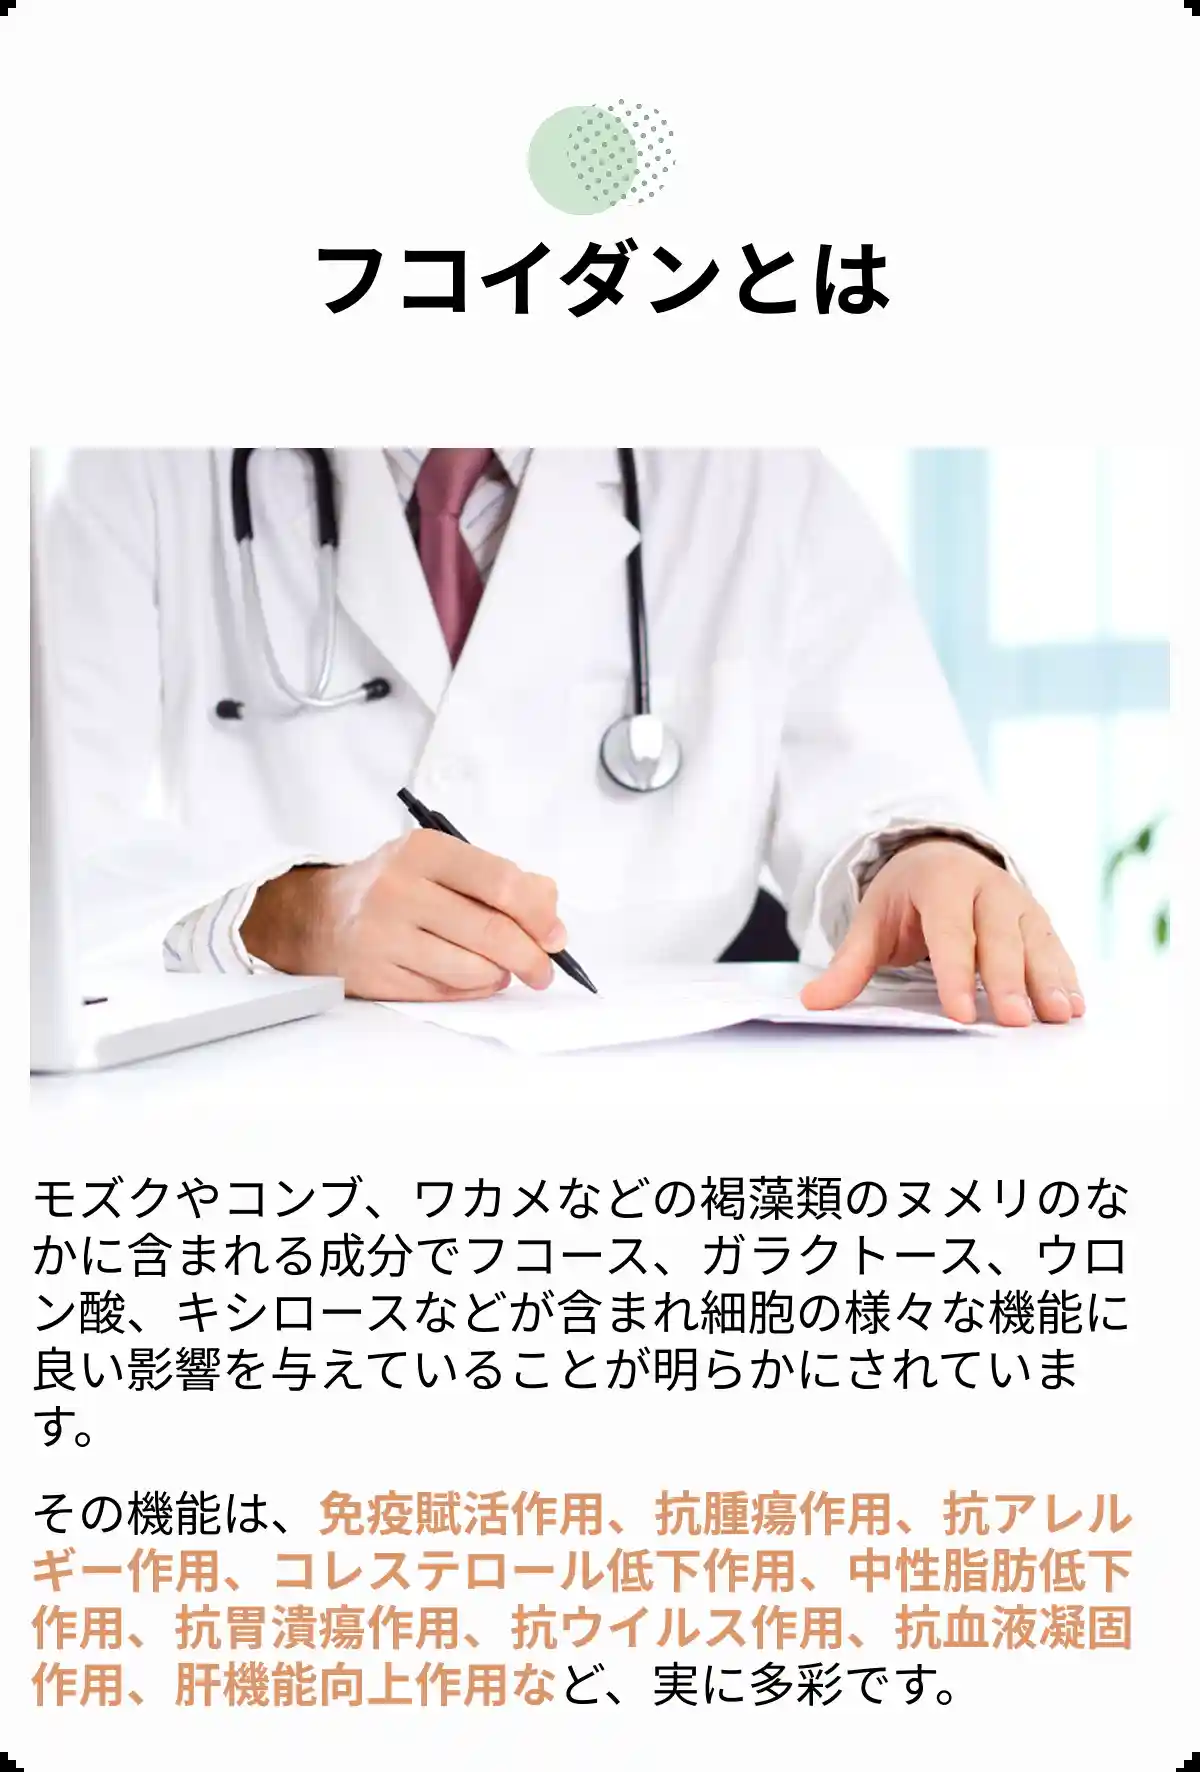 フコイダンとは
モズクやコンブ、ワカメなどの褐藻類のヌメリのな
かに含まれる成分でフコース、ガラクトース、ウロ
ン酸、キシロースなどが含まれ細胞の様々な機能に
良い影響を与えていることが明らかにされていま
す。
その機能は、免疫賦活作用、抗腫瘍作用、抗アレル
ギー作用、コレステロール低下作用、中性脂肪低下
作用、抗胃潰瘍作用、抗ウイルス作用、抗血液凝固
作用、肝機能向上作用など、実に多彩です。